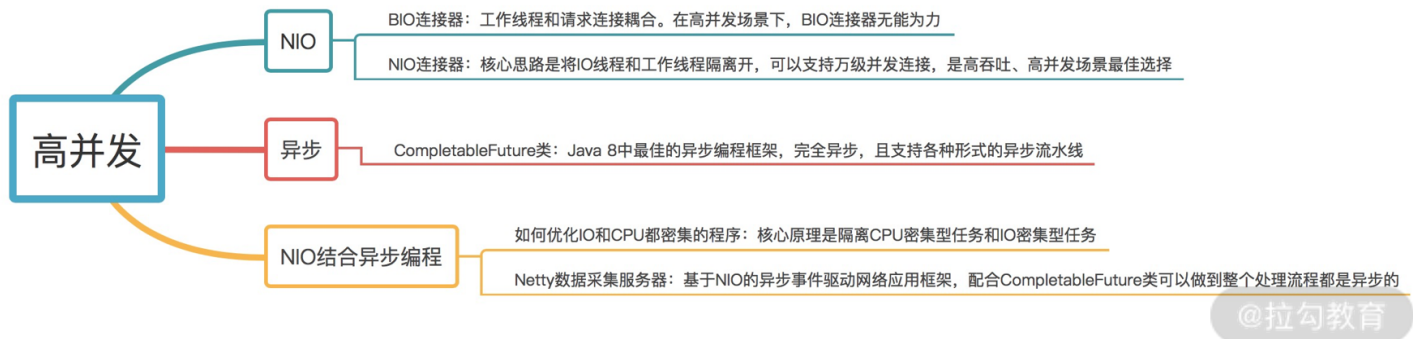 高并发
NIO
BIO连接器：工作线程和请求连接耦合。在高并发场景下，BIO连接器无能为力
NIO连接器：核心思路是将IO线程和工作线程隔离开，可以支持万级并发连接，是高吞吐、高并发场景最佳选择
异步
CompletableFuture类：Java 8中最佳的异步编程框架，完全异步，且支持各种形式的异步流水线
NIO结合异步编程
如何优化IO和CPU都密集的程序：核心原理是隔离CPU密集型任务和IO密集型任务
Netty数据采集服务器：基于NIO的异步事件驱动网络应用框架，配合CompletableFuture类可以做到整个处理流程都是异步的
@拉勾教育